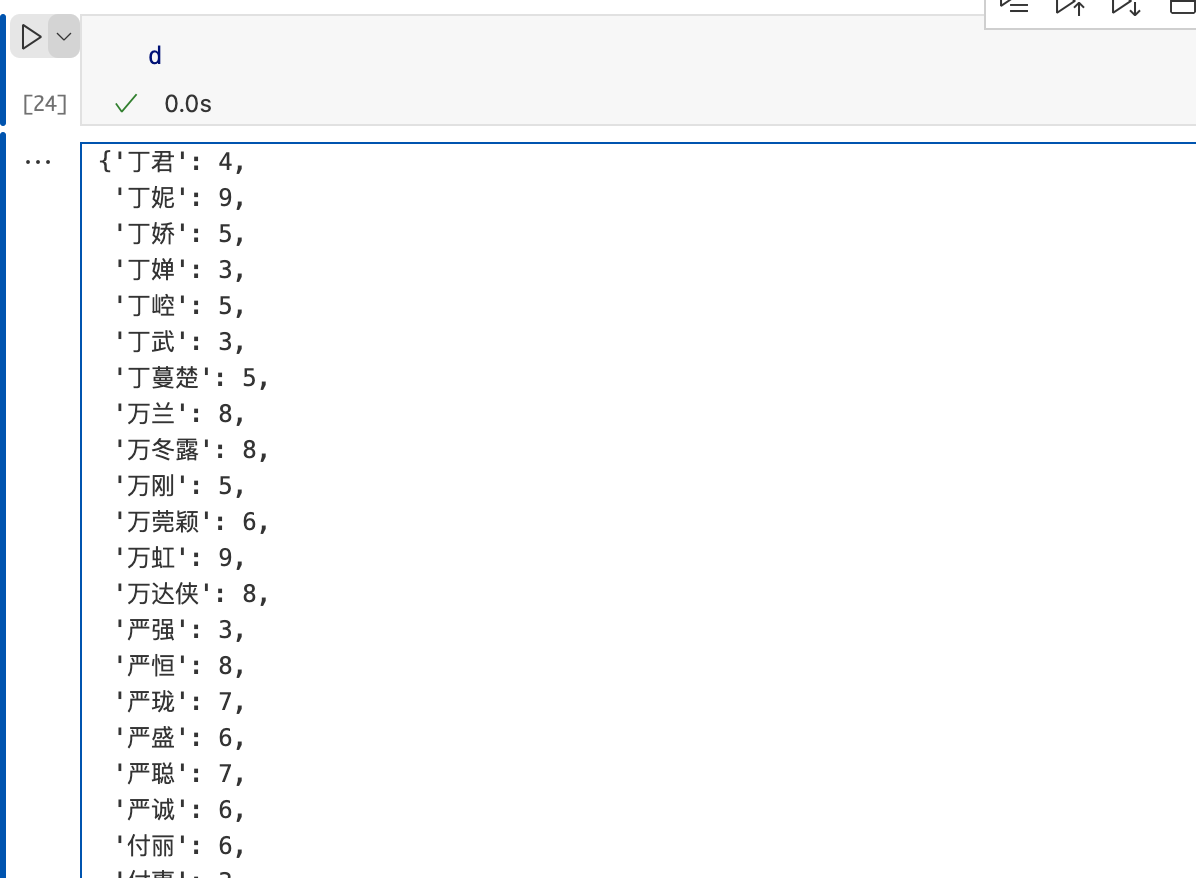 d
[24]
0.0s
...
{'丁君': 4,
'丁妮': 9,
'丁娇': 5,
'丁婵': 3,
'丁崆': 5,
'丁武': 3,
'丁蔓楚': 5,
'万兰': 8,
'万冬露': 8,
'万刚': 5,
'万莞颖': 6,
'万虹': 9,
'万达侠': 8,
'严强': 3,
'严恒': 8,
'严珑': 7,
'严盛': 6,
'严聪': 7,
'严诚': 6,
'付丽': 6,